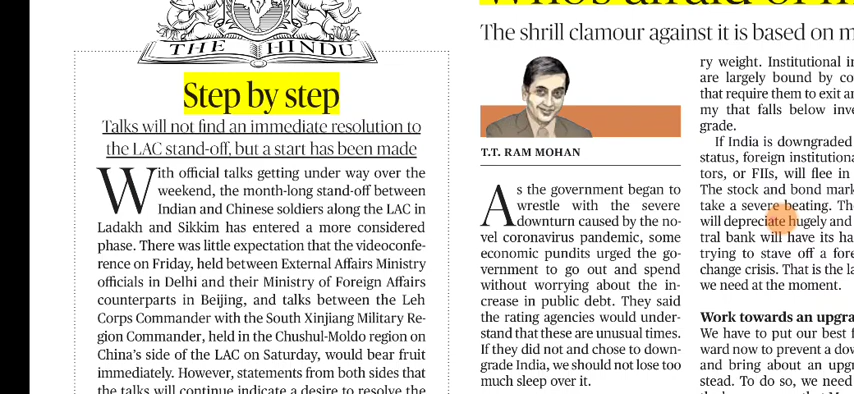 THE HINDU
Step by step
Talks will not find an immediate resolution to
the LAC stand-off, but a start has been made
With official talks getting under way over the
weekend, the month-long stand-off between
Indian and Chinese soldiers along the LAC in
Ladakh and Sikkim has entered a more considered
phase. There was little expectation that the videoconfe-
rence on Friday, held between External Affairs Ministry
officials in Delhi and their Ministry of Foreign Affairs
counterparts in Beijing, and talks between the Leh
Corps Commander with the South Xinjiang Military Re-
gion Commander, held in the Chushul-Moldo region on
China's side of the LAC on Saturday, would bear fruit
immediately. However, statements from both sides that
the talks will continue indicate a desire to resolve the
The shrill clamour against it is based on
T.T. RAM MOHAN
As the government began to
wrestle with the severe
downturn caused by the no-
vel coronavirus pandemic, some
economic pundits urged the go-
vernment to go out and spend
without worrying about the in-
crease in public debt. They said
the rating agencies would under-
stand that these are unusual times.
If they did not and chose to down-
grade India, we should not lose too
much sleep over it.
ry weight. Institutional
are largely bound by
that require them to exit
my that falls below
grade.
If India is downgraded
status, foreign
tors, or FIIs, will flee
The stock and bond
take a severe beating.
will depreciate hugely and
tral bank will have its
trying to stave off a
change crisis. That is the
we need at the moment.
Work towards an
We have to put our best
ward now to prevent a
and bring about an
stead. To do so, we need